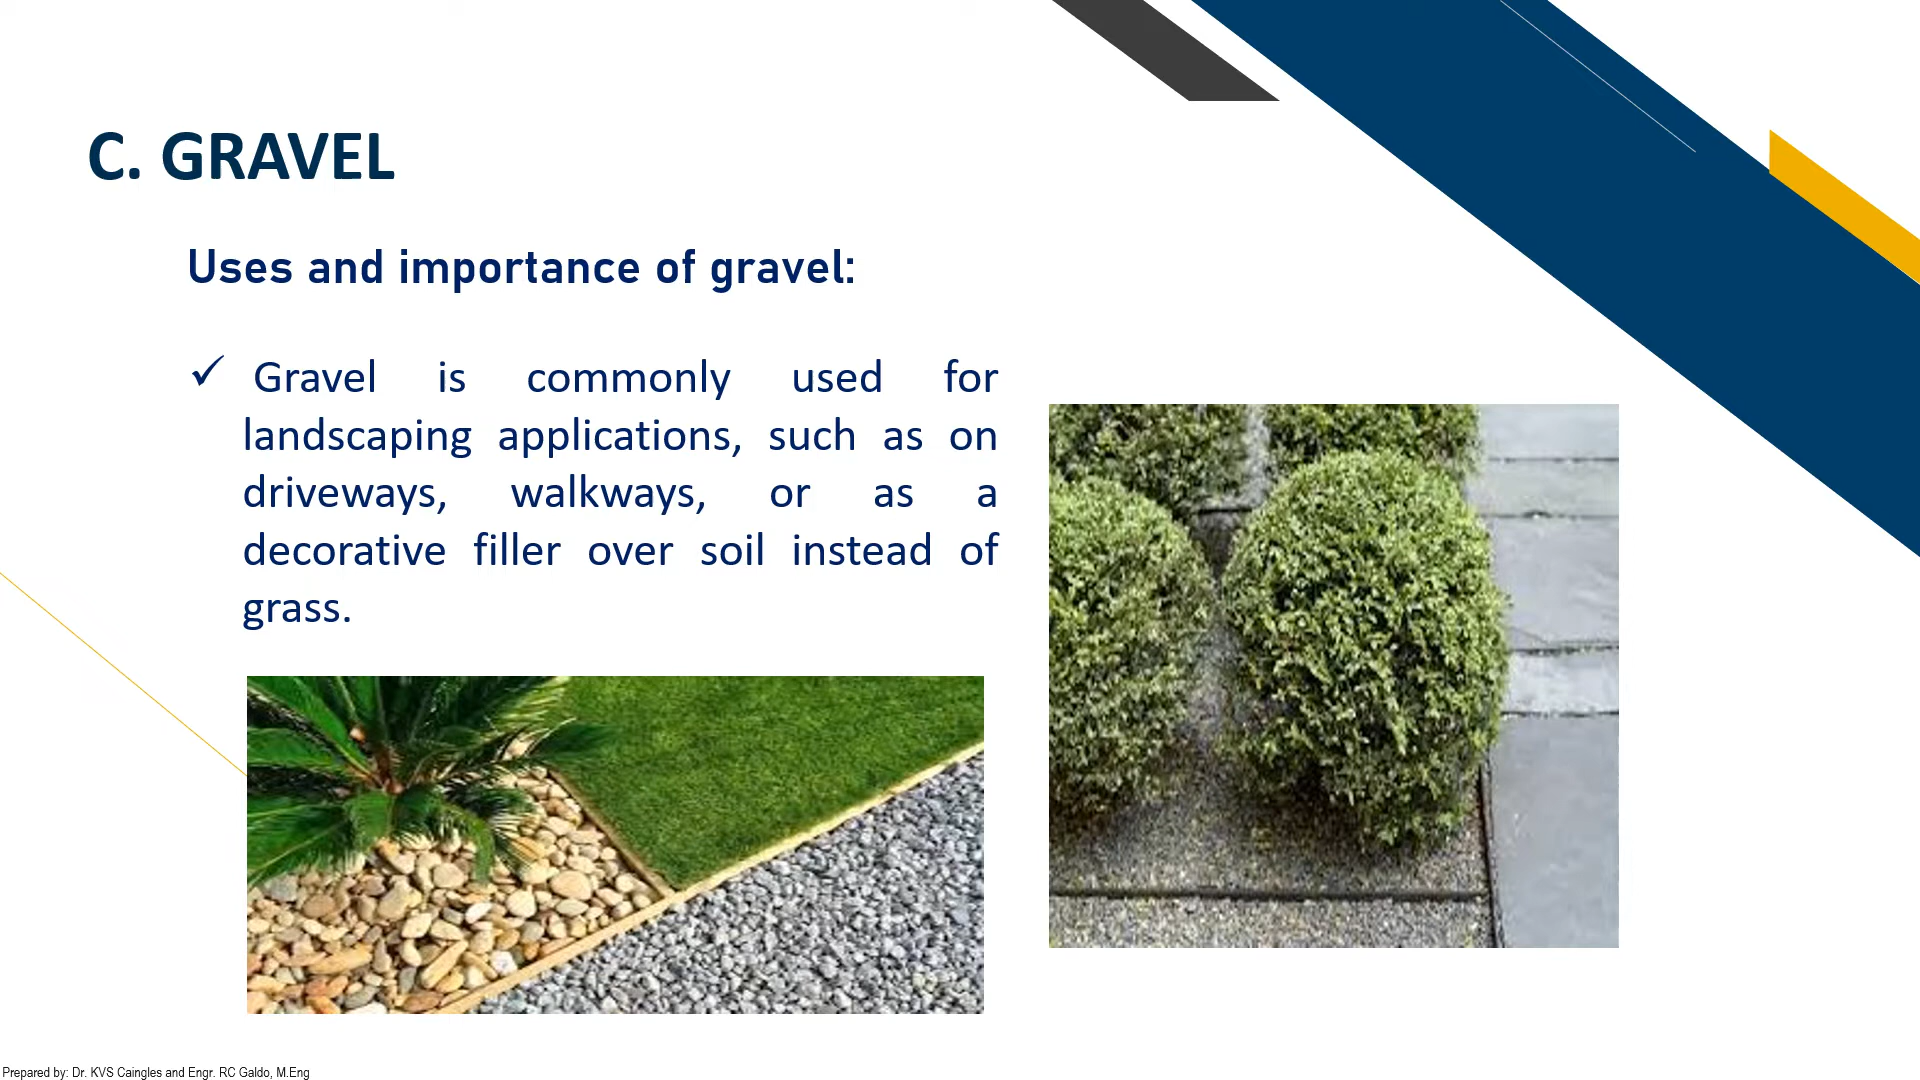 C. GRAVEL
Uses and importance of gravel:
✓ Gravel is commonly used for
landscaping applications, such as on
driveways, walkways, or as a
decorative filler over soil instead of
grass.
Prepared by: Dr. KVS Caingles and Engr. RC Galdo, M.Eng